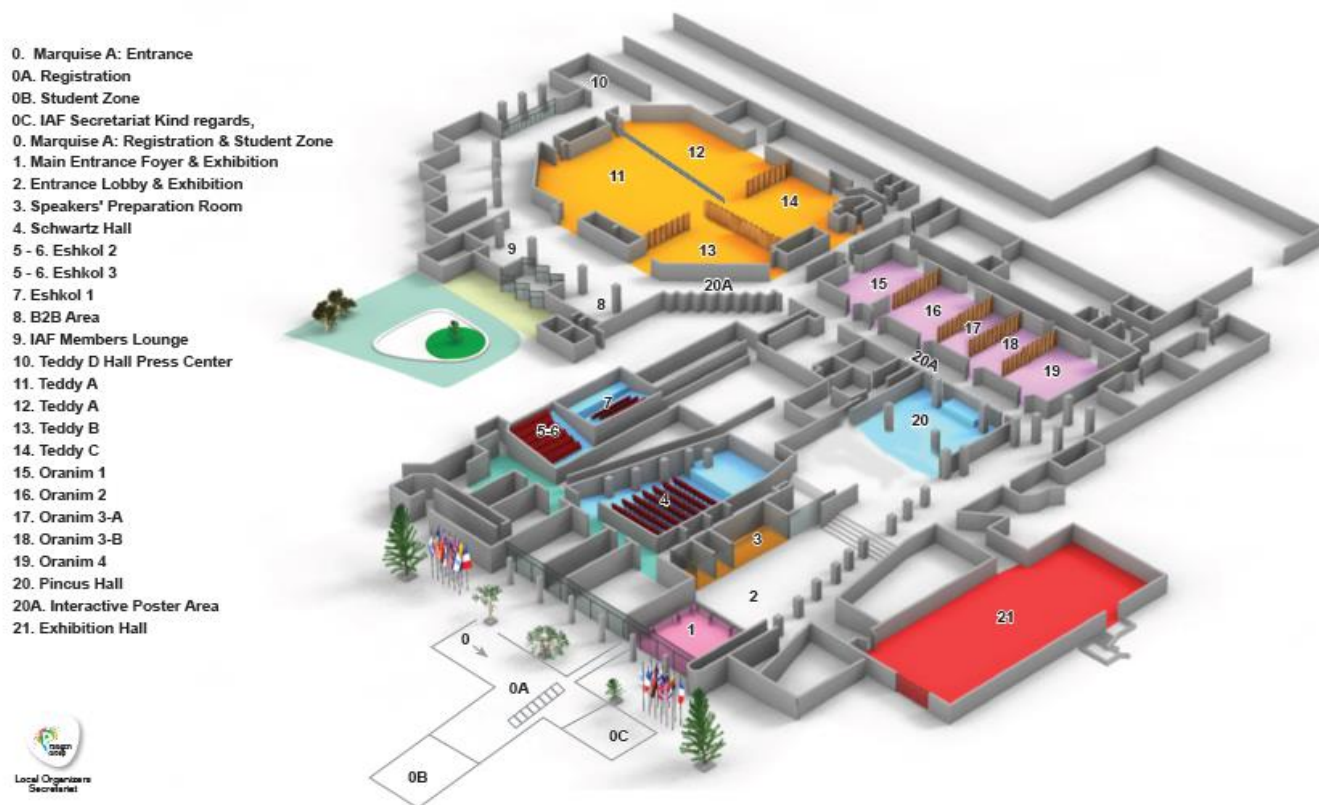 0. Marquise A: Entrance
0A. Registration
0B. Student Zone
0C. IAF Secretariat Kind regards,
0. Marquise A: Registration & Student Zone
1. Main Entrance Foyer & Exhibition
2. Entrance Lobby & Exhibition
3. Speakers' Preparation Room
4. Schwartz Hall
5 - 6. Eshkol 2
5 - 6. Eshkol 3
7. Eshkol 1
8. B2B Area
9. IAF Members Lounge
10. Teddy D Hall Press Center
11. Teddy A
12. Teddy A
13. Teddy B
14. Teddy C
15. Oranim 1
16. Oranim 2
17. Oranim 3-A
18. Oranim 3-B
19. Oranim 4
20. Pincus Hall
20A. Interactive Poster Area
21. Exhibition Hall
10
12
11
14
13
9
20A
8
15
16
17
18
19
20A
20
7
5-6
4
3
2
1
21
0
0A
0C
0B
Local Organizers
Secretariat